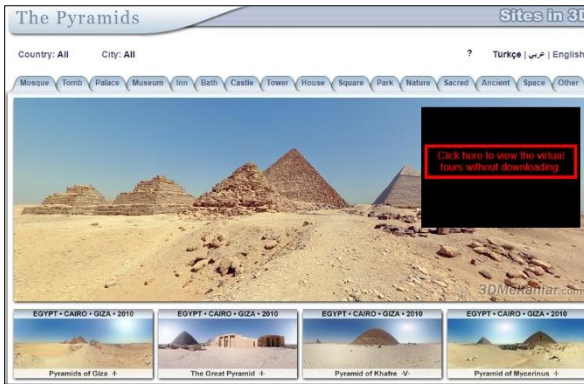 The Pyramids
Sites in 3D
Country: All City: All ? Türkçe | عربي | English
Mosque Tomb Palace Museum Inn Bath Castle Tower House Square Park Nature Sacred Ancient Space Other
Click here to view the virtual
tours without downloading.
3DMekanlar.com
EGYPT • CAIRO • GIZA • 2010
Pyramids of Giza -I-
EGYPT • CAIRO • GIZA • 2010
The Great Pyramid -I-
EGYPT • CAIRO • GIZA • 2010
Pyramid of Khafre -V-
EGYPT • CAIRO • GIZA • 2010
Pyramid of Mycerinus -I-